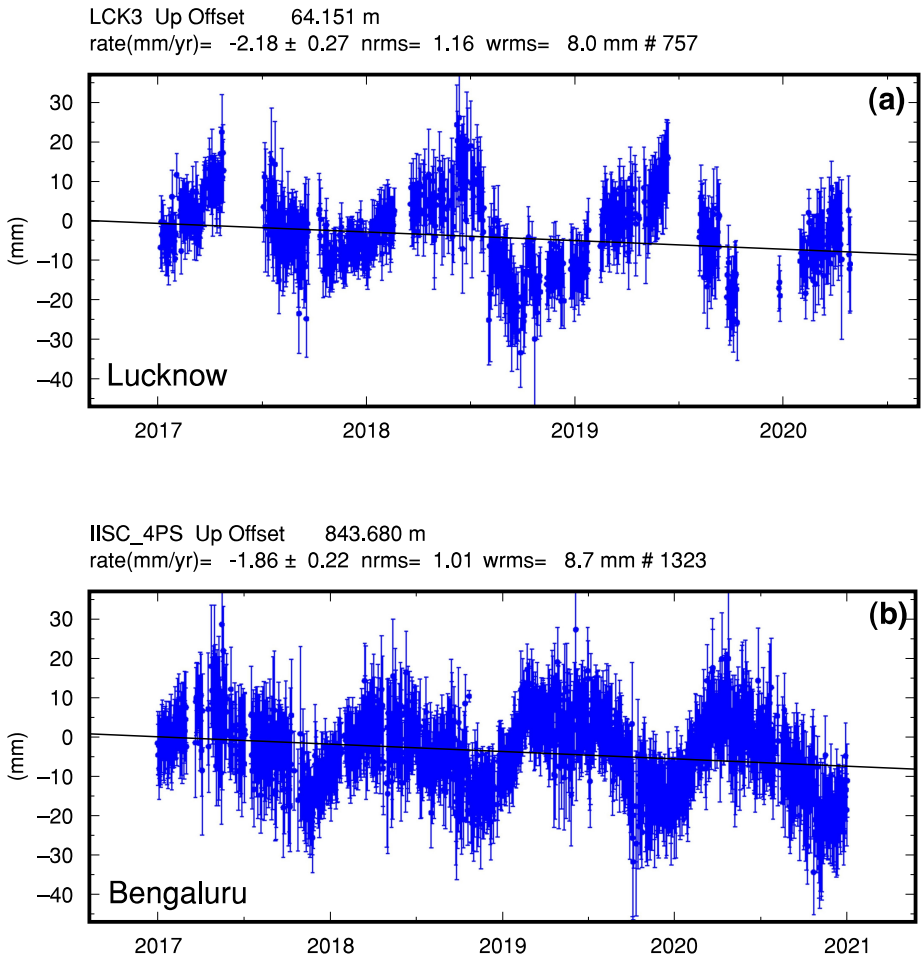 LCK3 Up Offset 64.151 m
rate(mm/yr)= -2.18 ± 0.27 nrms= 1.16 wrms= 8.0 mm # 757
(a)
30
20
10
0
−10
−20
−30
−40
(mm)
Lucknow
2017 2018 2019 2020
IISC_4PS Up Offset 843.680 m
rate(mm/yr)= -1.86 ± 0.22 nrms= 1.01 wrms= 8.7 mm # 1323
(b)
30
20
10
0
−10
−20
−30
−40
(mm)
Bengaluru
2017 2018 2019 2020 2021